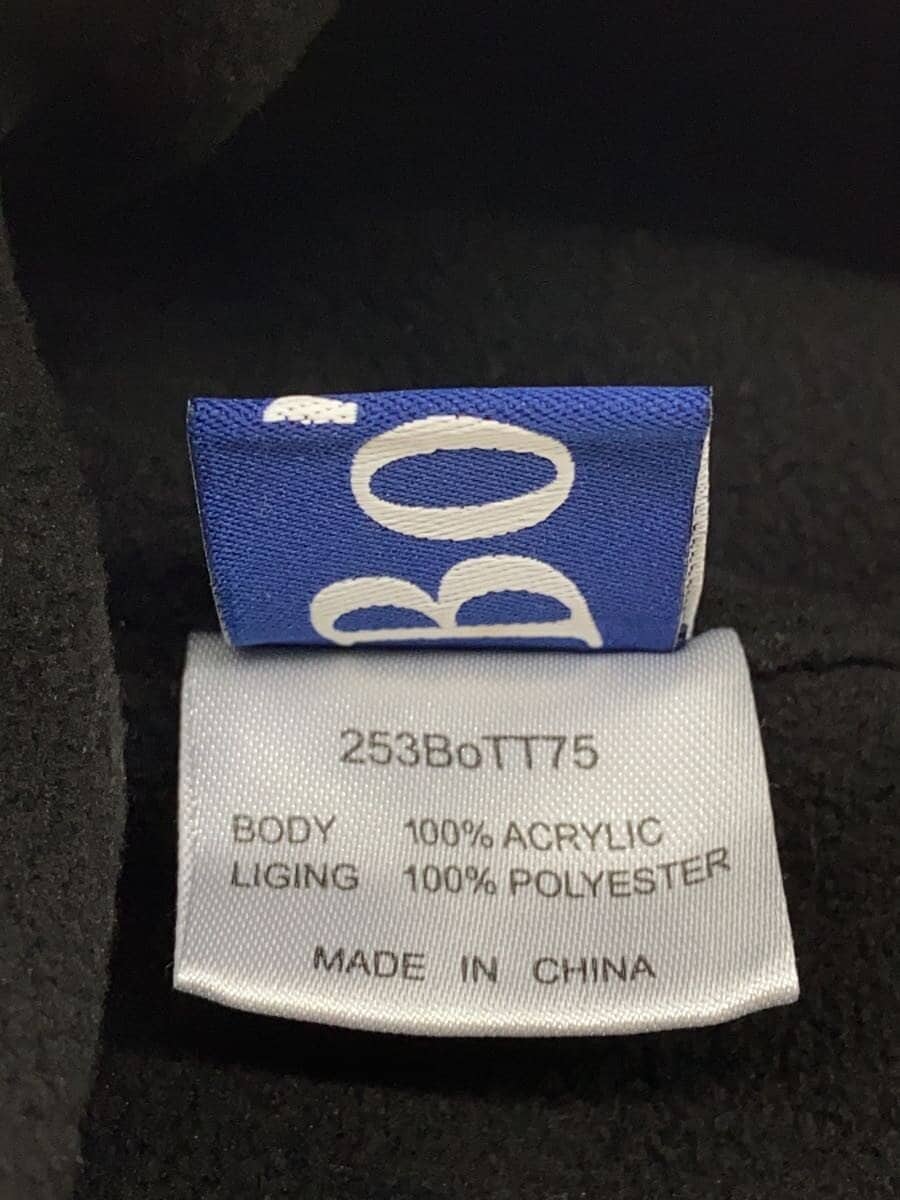 BO
253BoTT75
BODY 100% ACRYLIC
LIGING 100% POLYESTER
MADE IN CHINA